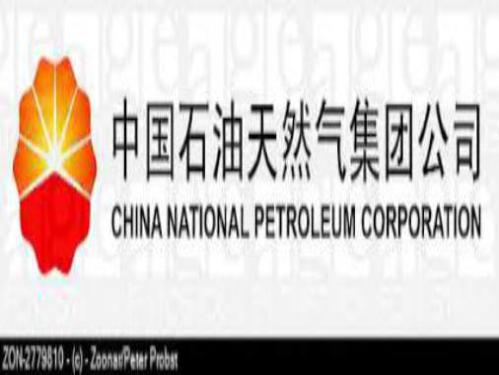 中国石油天然气集团公司
CHINA NATIONAL PETROLEUM CORPORATION
ZON-2779810 - (c) - Zoonar/Peter Probst